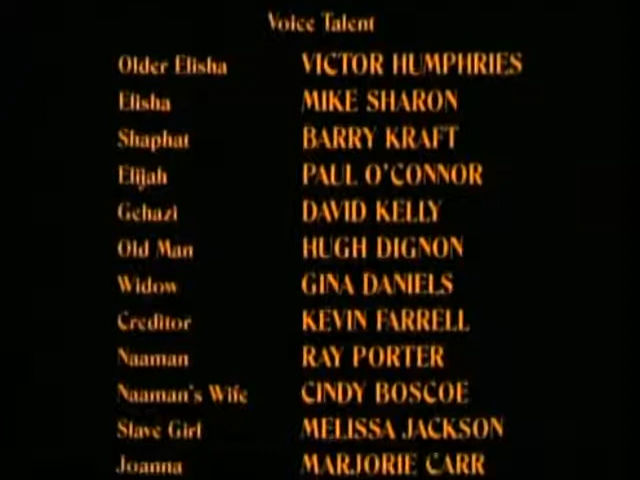 Voice Talent
Older Elisha VICTOR HUMPHRIES
Elisha MIKE SHARON
Shaphat BARRY KRAFT
Elijah PAUL O'CONNOR
Gehazi DAVID KELLY
Old Man HUGH DIGNON
Widow GINA DANIELS
Creditor KEVIN FARRELL
Naaman RAY PORTER
Naaman's Wife CINDY BOSCOE
Slave Girl MELISSA JACKSON
Joanna MARJORIE CARR